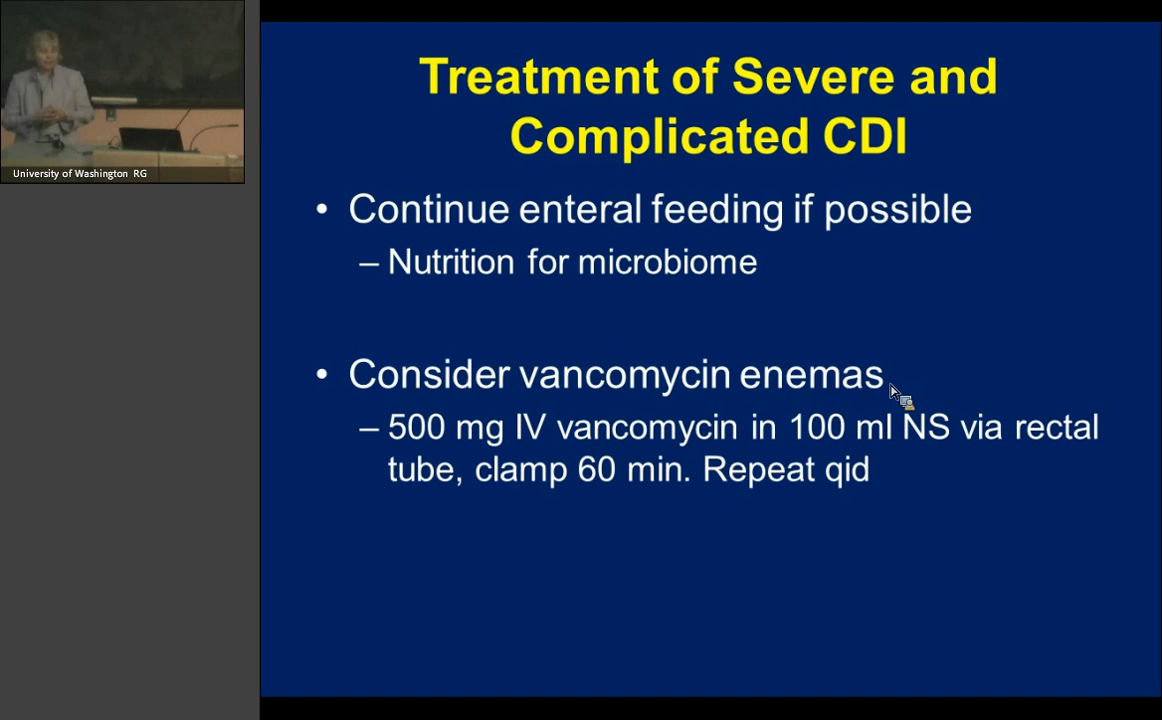 University of Washington RG
Treatment of Severe and
Complicated CDI
• Continue enteral feeding if possible
– Nutrition for microbiome
• Consider vancomycin enemas
– 500 mg IV vancomycin in 100 ml NS via rectal
tube, clamp 60 min. Repeat qid